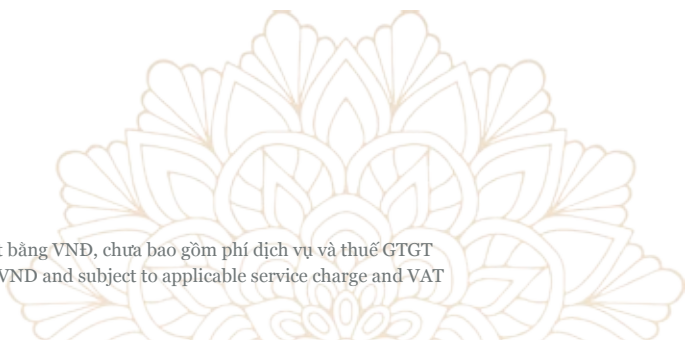 bằng VNĐ, chưa bao gồm phí dịch vụ và thuế GTGT
VND and subject to applicable service charge and VAT